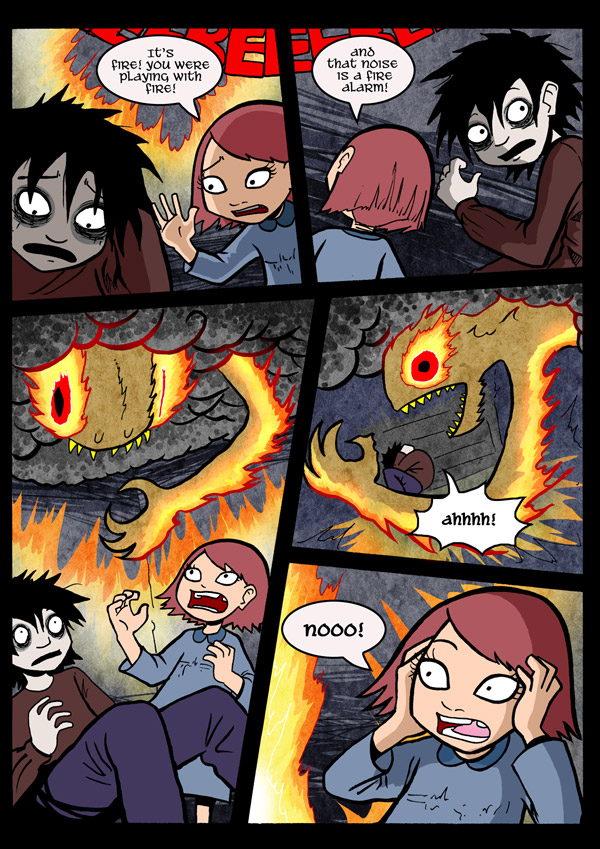 It's
fire! you were
playing with
fire!
and
that noise
is a fire
alarm!
ahhhh!
nooo!